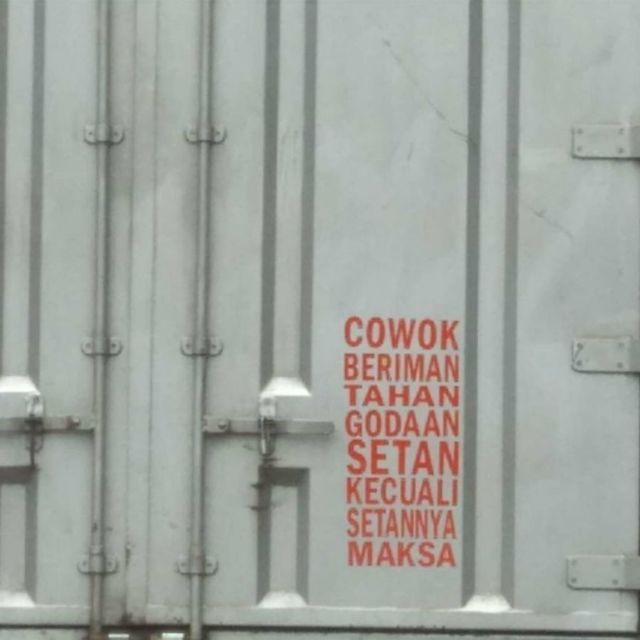 COWOK
BERIMAN
TAHAN
GODAAN
SETAN
KECUALI
SETANNYA
MAKSA